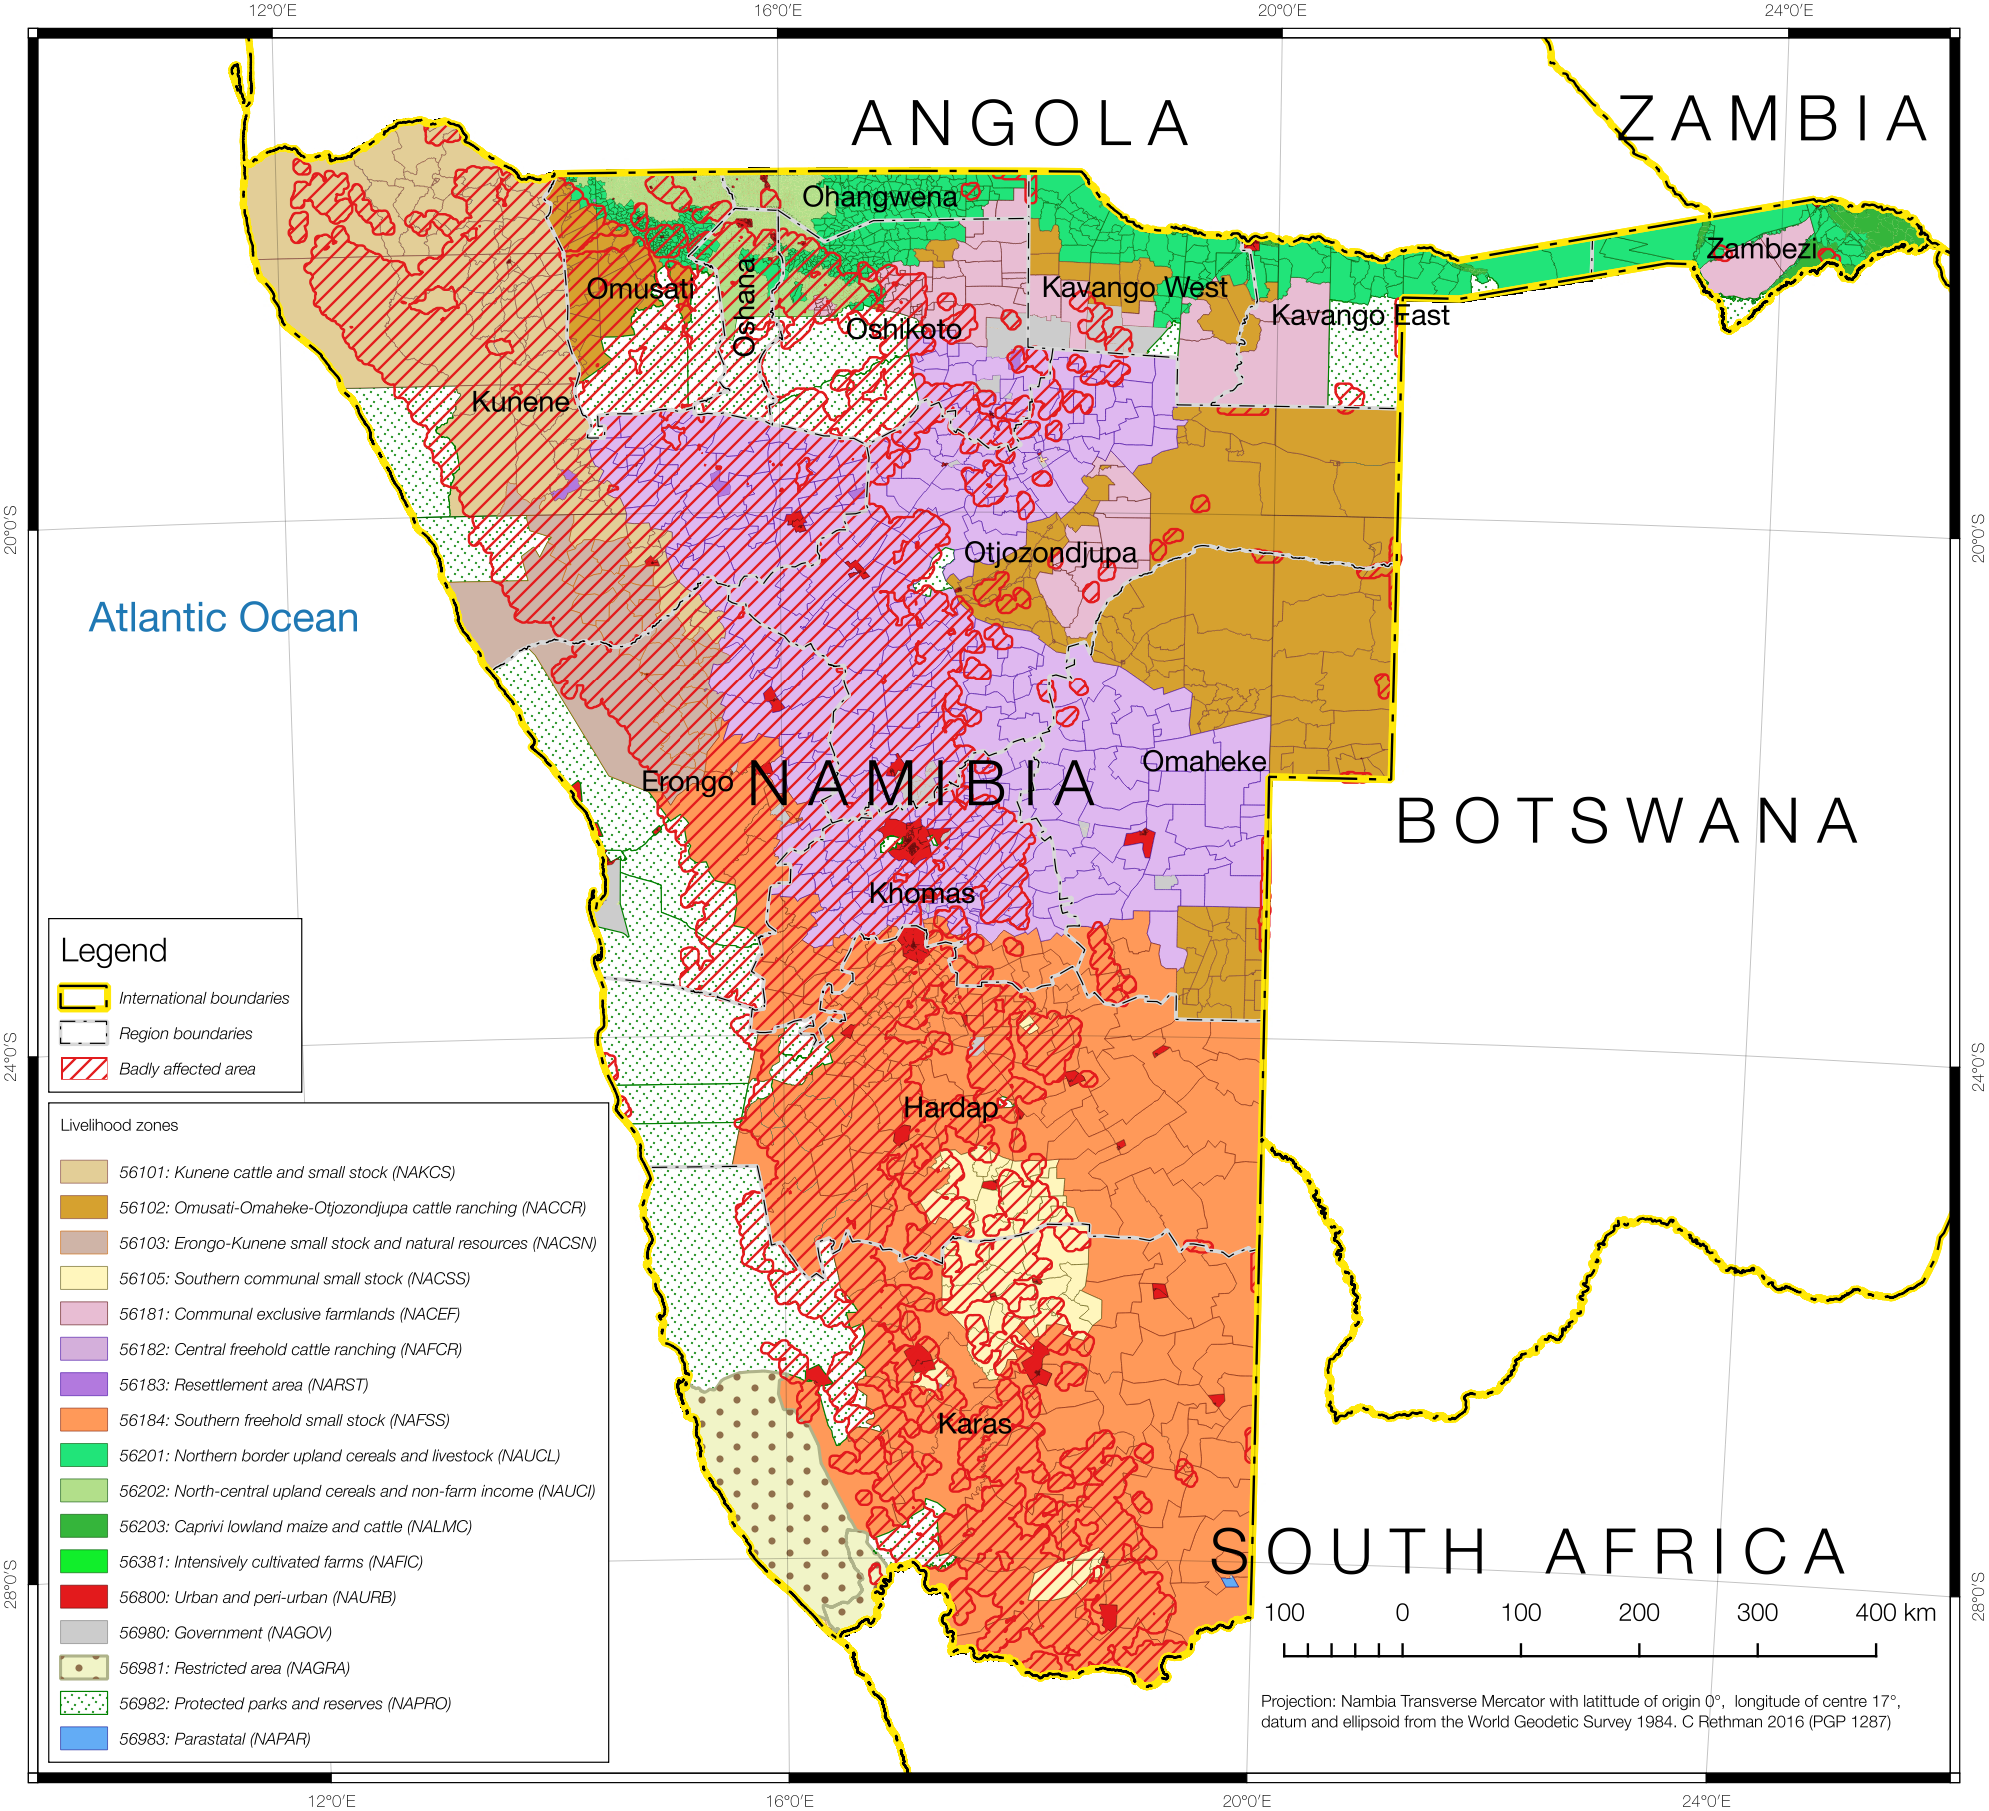 12°0'E 16°0'E 20°0'E 24°0'E
ANGOLA
ZAMBIA
Ohangwena
Zambezi
Omusati
Oshana
Kavango West
Oshikoto
Kavango East
Kunene
20°0'S
20°0'S
Otjozondjupa
Atlantic Ocean
Omaheke
Erongo
NAMIBIA
BOTSWANA
Khomas
Legend
International boundaries
Region boundaries
Badly affected area
24°0'S
24°0'S
Hardap
Livelihood zones
56101: Kunene cattle and small stock (NAKCS)
56102: Omusati-Omaheke-Otjozondjupa cattle ranching (NACCR)
56103: Erongo-Kunene small stock and natural resources (NACSN)
56105: Southern communal small stock (NACSS)
56181: Communal exclusive farmlands (NACEF)
56182: Central freehold cattle ranching (NAFCR)
56183: Resettlement area (NARST)
56184: Southern freehold small stock (NAFSS)
56201: Northern border upland cereals and livestock (NAUCL)
56202: North-central upland cereals and non-farm income (NAUCI)
56203: Caprivi lowland maize and cattle (NALMC)
56381: Intensively cultivated farms (NAFIC)
56800: Urban and peri-urban (NAURB)
56980: Government (NAGOV)
56981: Restricted area (NAGRA)
56982: Protected parks and reserves (NAPRO)
56983: Parastatal (NAPAR)
Karas
SOUTH AFRICA
28°0'S
28°0'S
100 0 100 200 300 400 km
Projection: Nambia Transverse Mercator with latittude of origin 0°, longitude of centre 17°,
datum and ellipsoid from the World Geodetic Survey 1984. C Rethman 2016 (PGP 1287)
12°0'E 16°0'E 20°0'E 24°0'E